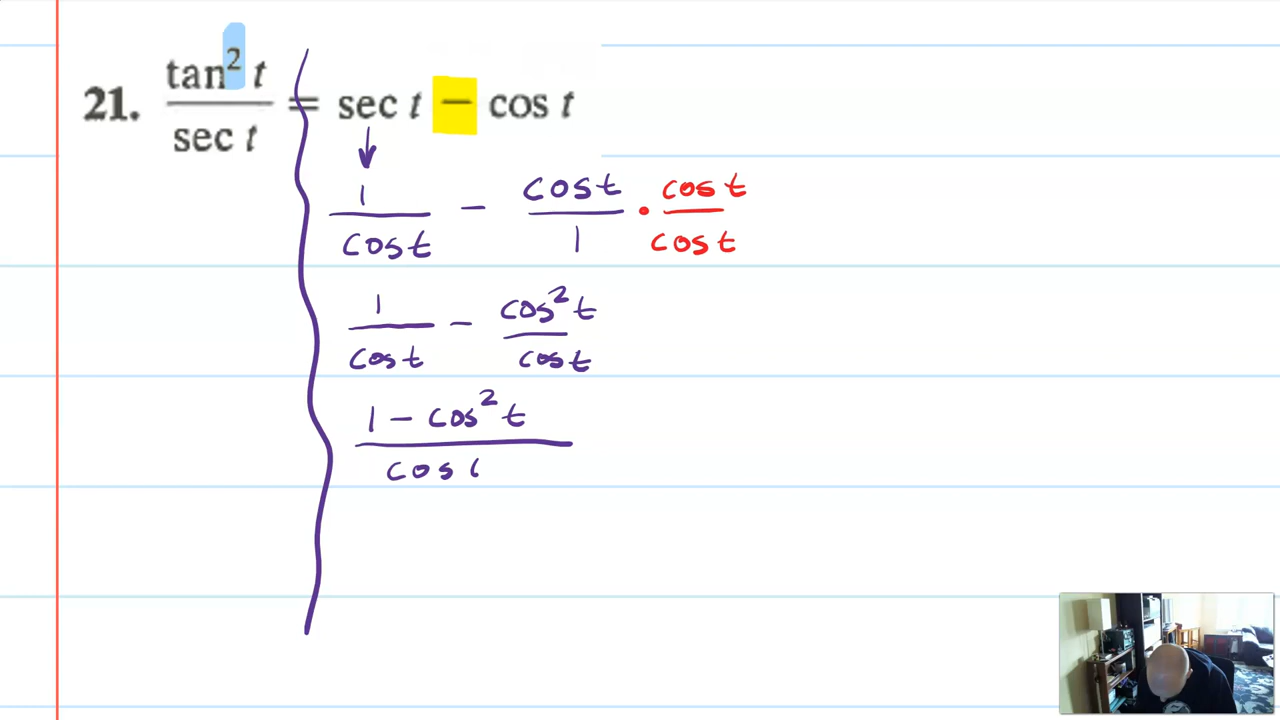 21. tan² t / sec t = sec t − cos t
1 / cos t − cos t / 1 · cos t / cos t
1 / cos t − cos² t / cos t
1 − cos² t / cos